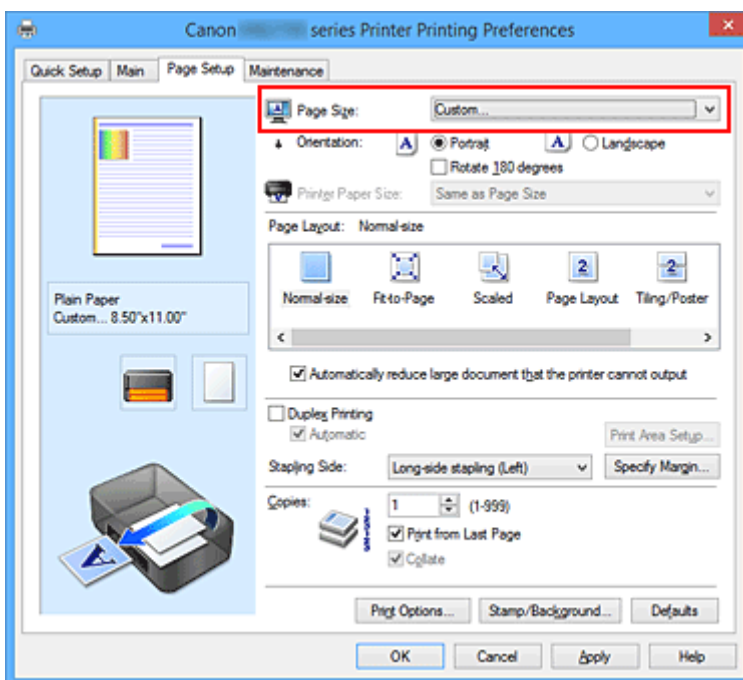 Canon series Printer Printing Preferences
Quick Setup Main Page Setup Maintenance
Page Size: Custom...
Orientation: A Portrait A Landscape
Rotate 180 degrees
Printer Paper Size: Same as Page Size
Page Layout: Normal-size
2 2
Normal-size Fit-to-Page Scaled Page Layout Tiling/Poster
Plain Paper
Custom... 8.50"x11.00"
Automatically reduce large document that the printer cannot output
Duplex Printing
Automatic Print Area Setup...
Stapling Side: Long-side stapling (Left) Specify Margin...
Copies: 1 (1-999)
Print from Last Page
Collate
A
Print Options... Stamp/Background... Defaults
OK Cancel Apply Help